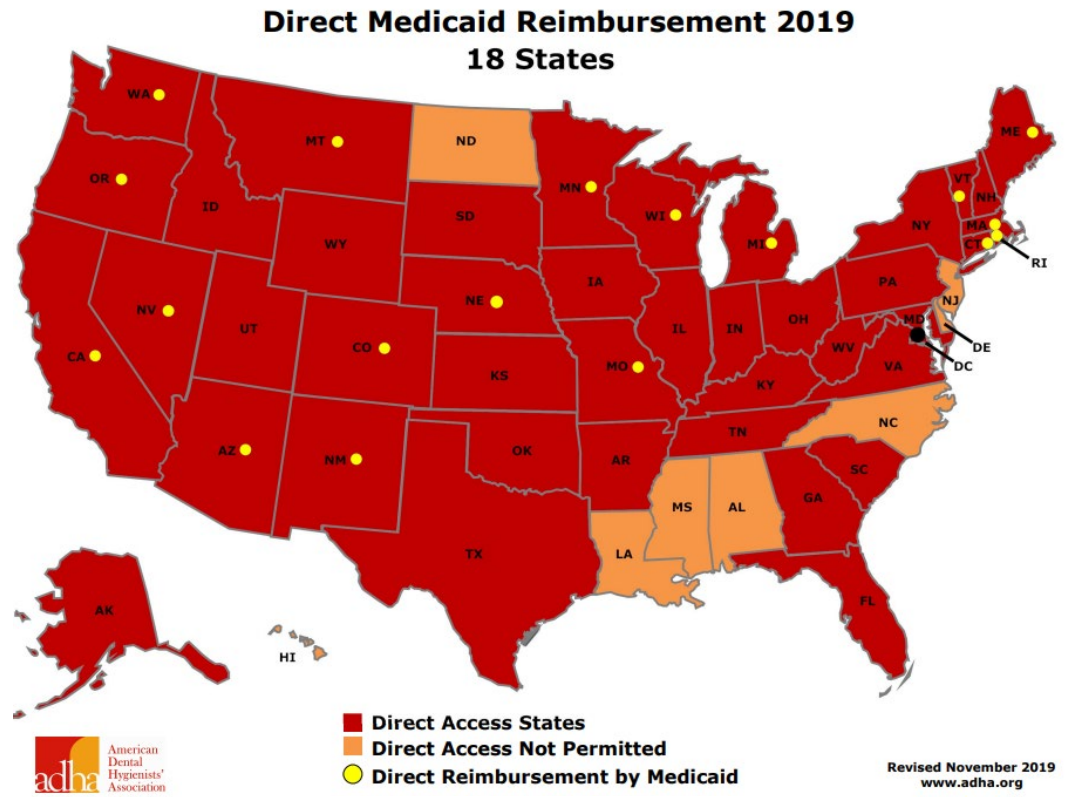 Direct Medicaid Reimbursement 2019
18 States
WA
MT
ND
MN
ME
OR
ID
SD
WI
MI
VT
NH
NY
MA
CT
RI
WY
IA
PA
NJ
NV
NE
IL
IN
OH
MD
DE
UT
CO
WV
DC
CA
KS
MO
KY
VA
AZ
NM
OK
AR
TN
NC
SC
MS
AL
GA
TX
LA
FL
AK
HI
Direct Access States
Direct Access Not Permitted
Direct Reimbursement by Medicaid
adha
American
Dental
Hygienists'
Association
Revised November 2019
www.adha.org